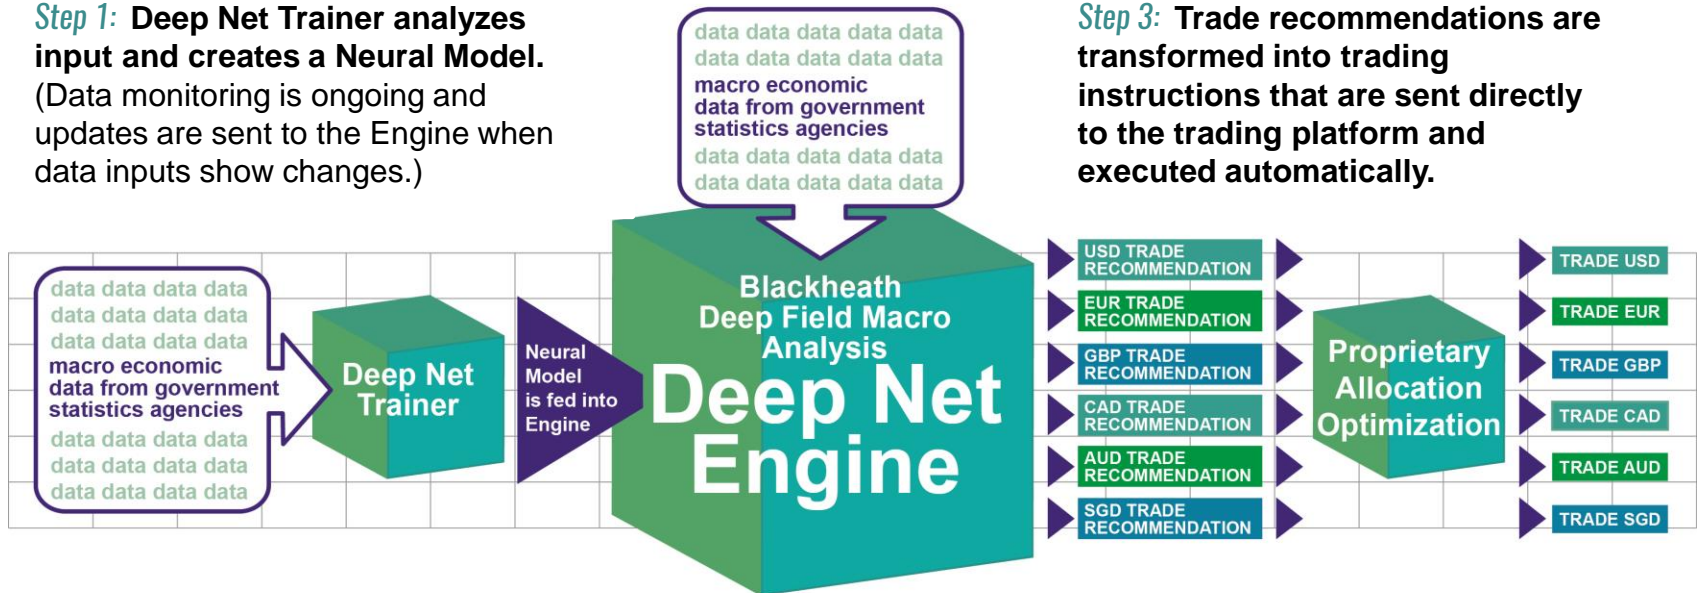 Step 1: Deep Net Trainer analyzes
input and creates a Neural Model.
(Data monitoring is ongoing and
updates are sent to the Engine when
data inputs show changes.)
data data data data data
data data data data data
macro economic
data from government
statistics agencies
data data data data data
data data data data data
Step 3: Trade recommendations are
transformed into trading
instructions that are sent directly
to the trading platform and
executed automatically.
data data data data
data data data data
data data data data
macro economic
data from government
statistics agencies
data data data data
data data data data
data data data data
Deep Net
Trainer
Neural
Model
is fed into
Engine
Blackheath
Deep Field Macro
Analysis
Deep Net
Engine
USD TRADE
RECOMMENDATION
EUR TRADE
RECOMMENDATION
GBP TRADE
RECOMMENDATION
CAD TRADE
RECOMMENDATION
AUD TRADE
RECOMMENDATION
SGD TRADE
RECOMMENDATION
Proprietary
Allocation
Optimization
TRADE USD
TRADE EUR
TRADE GBP
TRADE CAD
TRADE AUD
TRADE SGD